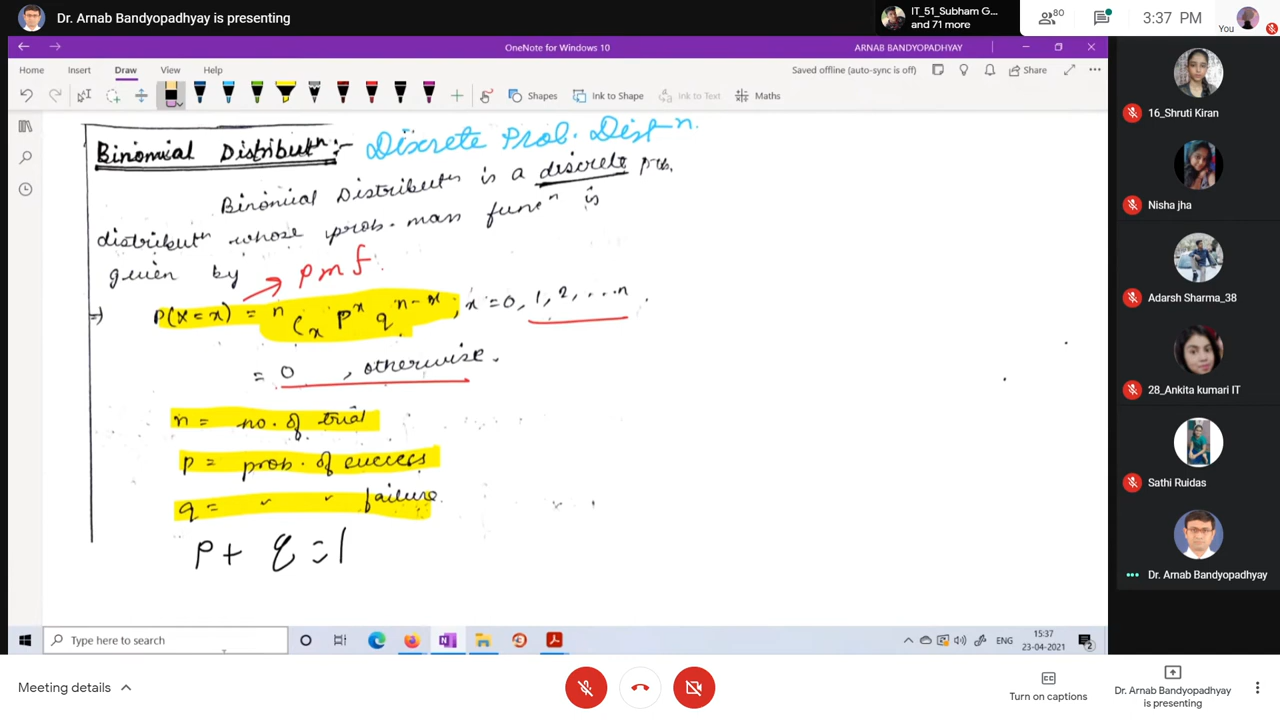 Dr. Arnab Bandyopadhyay is presenting
IT_51_Subham G...
and 71 more
80
3:37 PM
You
OneNote for Windows 10
ARNAB BANDYOPADHYAY
Home Insert Draw View Help
Saved offline (auto-sync is off)
Share
Shapes
Ink to Shape
Ink to Text
Maths
Binomial Distributⁿ :- Discrete Prob. Distⁿ.
Binomial Distributⁿ is a discrete prob.
distributⁿ whose prob. mass funcⁿ is
given by → pmf.
⇒ P(X=x) = ⁿCₓ pˣ qⁿ⁻ˣ ; x = 0, 1, 2, ... n.
= 0 , otherwise.
n = no. of trial
p = prob. of success
q = " " failure.
p + q = 1
16_Shruti Kiran
Nisha jha
Adarsh Sharma_38
28_Ankita kumari IT
Sathi Ruidas
Dr. Arnab Bandyopadhyay
Type here to search
ENG
15:37
23-04-2021
2
Meeting details
Turn on captions
Dr. Arnab Bandyopadhyay
is presenting